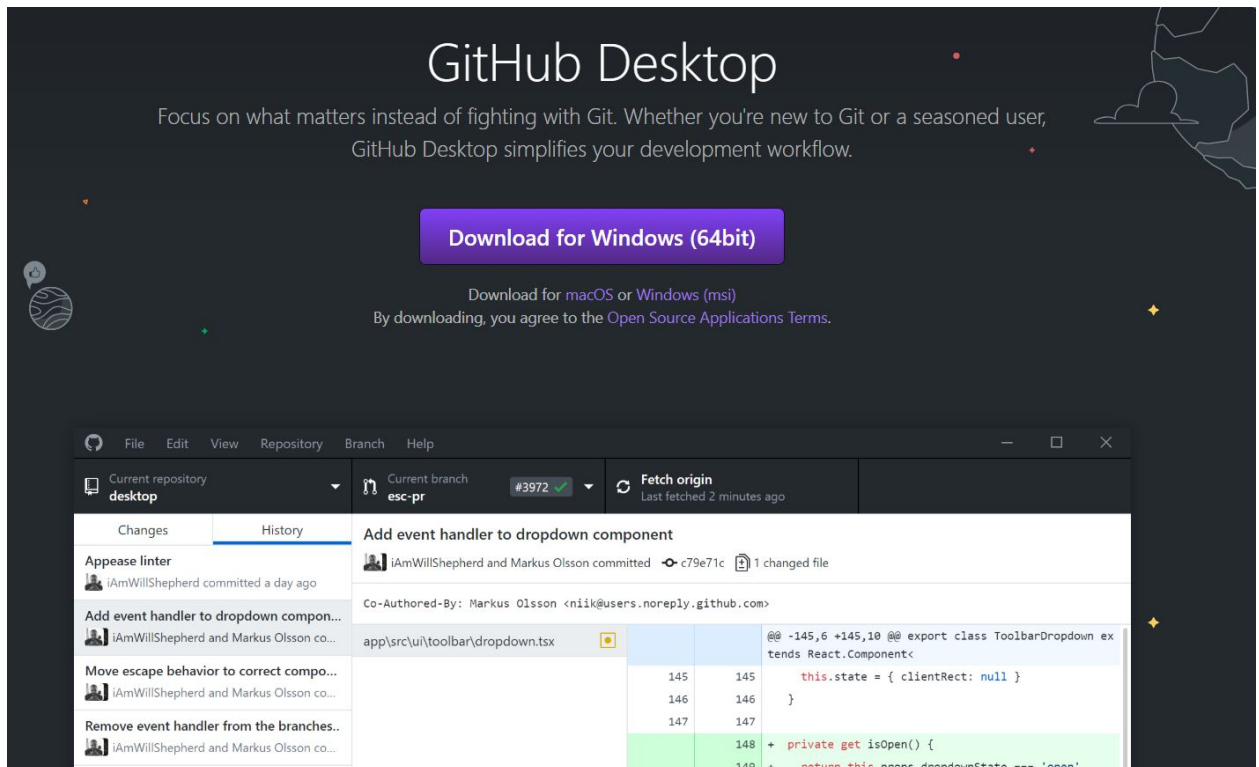 GitHub Desktop
Focus on what matters instead of fighting with Git. Whether you're new to Git or a seasoned user,
GitHub Desktop simplifies your development workflow.
Download for Windows (64bit)
Download for macOS or Windows (msi)
By downloading, you agree to the Open Source Applications Terms.
File Edit View Repository Branch Help
Current repository
desktop
Current branch
esc-pr
#3972
Fetch origin
Last fetched 2 minutes ago
Changes History
Appease linter
iAmWillShepherd committed a day ago
Add event handler to dropdown compon...
iAmWillShepherd and Markus Olsson co...
Move escape behavior to correct compo...
iAmWillShepherd and Markus Olsson co...
Remove event handler from the branches..
iAmWillShepherd and Markus Olsson co...
Add event handler to dropdown component
iAmWillShepherd and Markus Olsson committed c79e71c 1 changed file
Co-Authored-By: Markus Olsson <niik@users.noreply.github.com>
app\src\ui\toolbar\dropdown.tsx
@@ -145,6 +145,10 @@ export class ToolbarDropdown ex
tends React.Component<
145 145 this.state = { clientRect: null }
146 146 }
147 147
148 + private get isOpen() {
149 + return this.props.dropdownState === 'open'